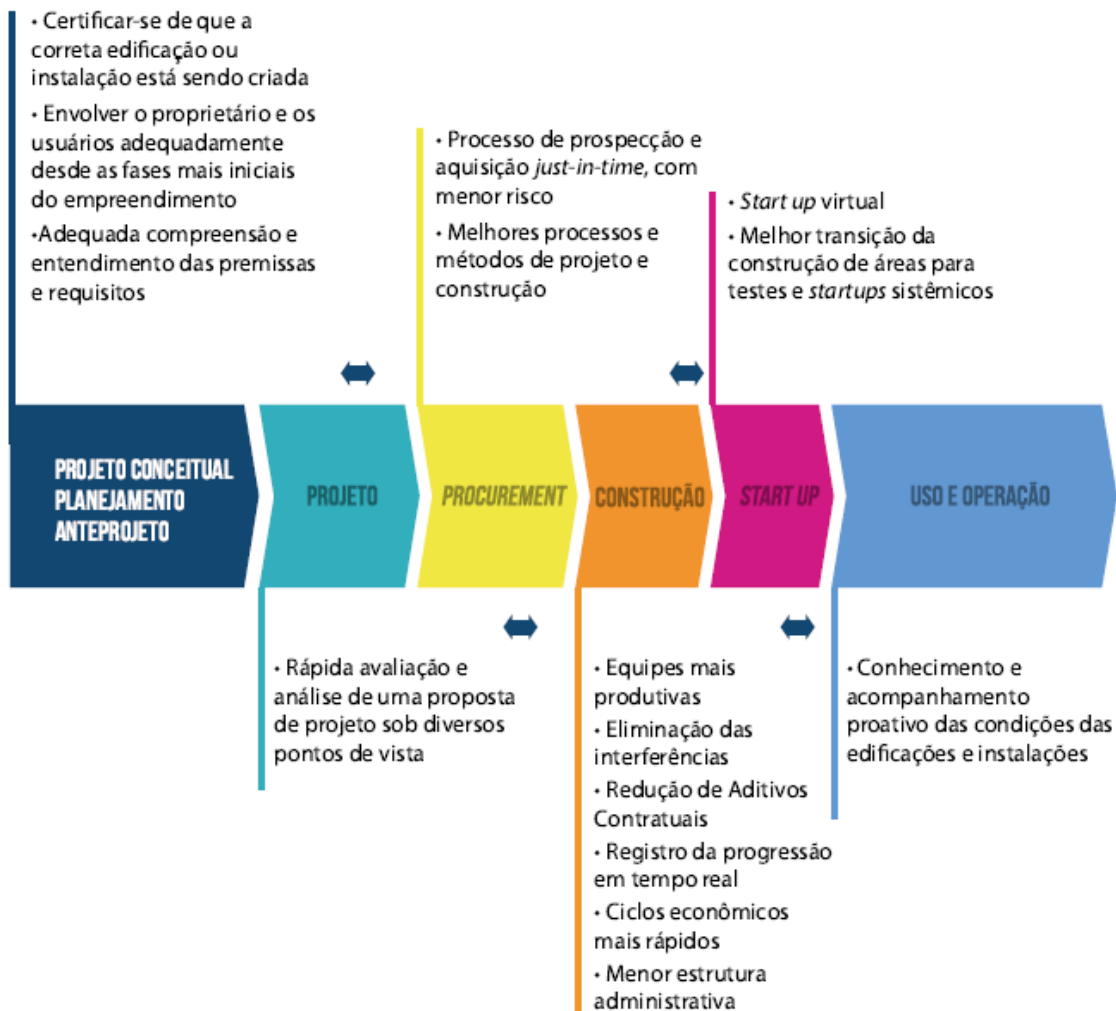 • Certificar-se de que a
correta edificação ou
instalação está sendo criada
• Envolver o proprietário e os
usuários adequadamente
desde as fases mais iniciais
do empreendimento
•Adequada compreensão e
entendimento das premissas
e requisitos
• Processo de prospecção e
aquisição just-in-time, com
menor risco
• Melhores processos e
métodos de projeto e
construção
• Start up virtual
• Melhor transição da
construção de áreas para
testes e startups sistêmicos
PROJETO CONCEITUAL
PLANEJAMENTO
ANTEPROJETO
PROJETO
PROCUREMENT
CONSTRUÇÃO
START UP
USO E OPERAÇÃO
• Rápida avaliação e
análise de uma proposta
de projeto sob diversos
pontos de vista
• Equipes mais
produtivas
• Eliminação das
interferências
• Redução de Aditivos
Contratuais
• Registro da progressão
em tempo real
• Ciclos econômicos
mais rápidos
• Menor estrutura
administrativa
• Conhecimento e
acompanhamento
proativo das condições das
edificações e instalações